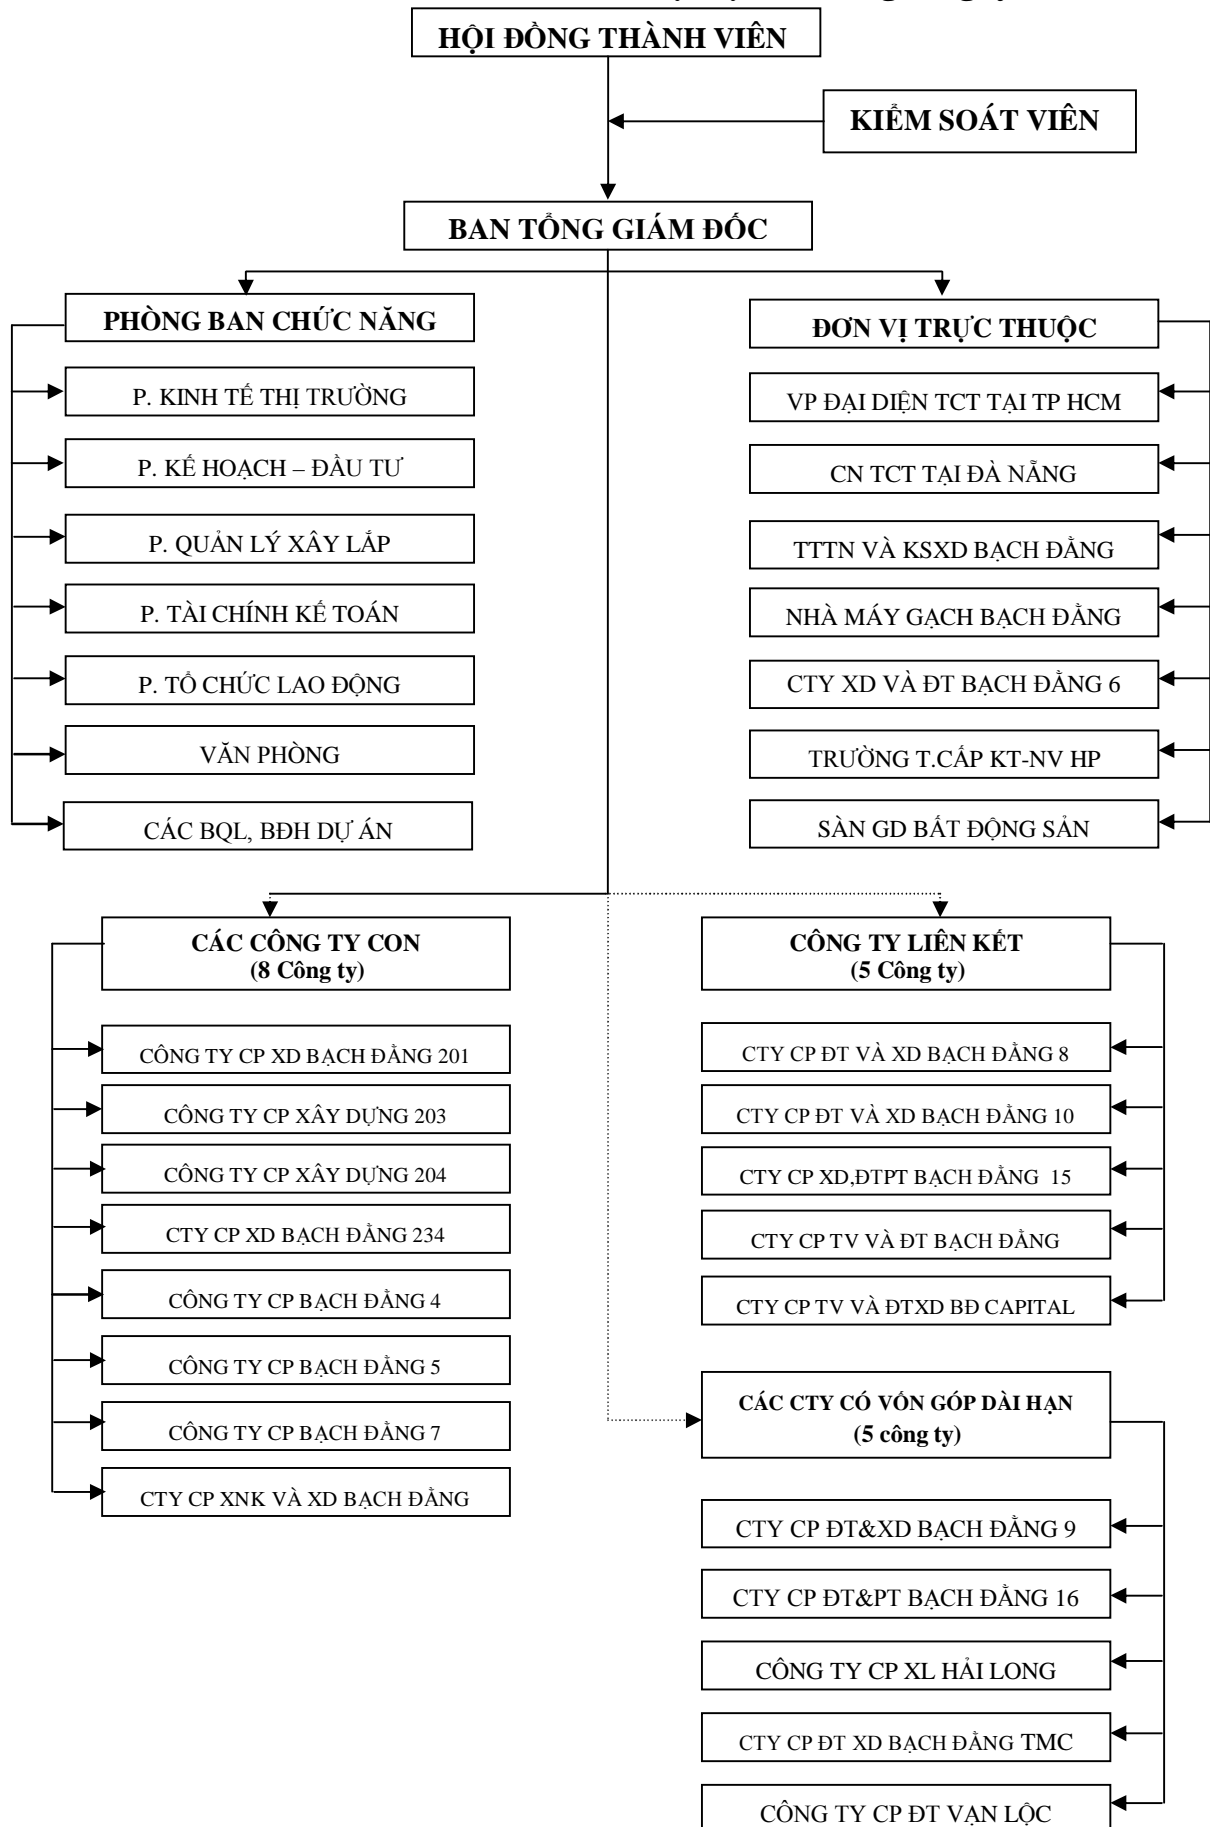 HỘI ĐỒNG THÀNH VIÊN
KIỂM SOÁT VIÊN
BAN TỔNG GIÁM ĐỐC
PHÒNG BAN CHỨC NĂNG
P. KINH TẾ THỊ TRƯỜNG
P. KẾ HOẠCH – ĐẦU TƯ
P. QUẢN LÝ XÂY LẮP
P. TÀI CHÍNH KẾ TOÁN
P. TỔ CHỨC LAO ĐỘNG
VĂN PHÒNG
CÁC BQL, BĐH DỰ ÁN
ĐƠN VỊ TRỰC THUỘC
VP ĐẠI DIỆN TCT TẠI TP HCM
CN TCT TẠI ĐÀ NẴNG
TTTN VÀ KSXD BẠCH ĐẰNG
NHÀ MÁY GẠCH BẠCH ĐẰNG
CTY XD VÀ ĐT BẠCH ĐẰNG 6
TRƯỜNG T.CẤP KT-NV HP
SÀN GD BẤT ĐỘNG SẢN
CÁC CÔNG TY CON
(8 Công ty)
CÔNG TY CP XD BẠCH ĐẰNG 201
CÔNG TY CP XÂY DỰNG 203
CÔNG TY CP XÂY DỰNG 204
CTY CP XD BẠCH ĐẰNG 234
CÔNG TY CP BẠCH ĐẰNG 4
CÔNG TY CP BẠCH ĐẰNG 5
CÔNG TY CP BẠCH ĐẰNG 7
CTY CP XNK VÀ XD BẠCH ĐẰNG
CÔNG TY LIÊN KẾT
(5 Công ty)
CTY CP ĐT VÀ XD BẠCH ĐẰNG 8
CTY CP ĐT VÀ XD BẠCH ĐẰNG 10
CTY CP XD,ĐTPT BẠCH ĐẰNG 15
CTY CP TV VÀ ĐT BẠCH ĐẰNG
CTY CP TV VÀ ĐTXD BĐ CAPITAL
CÁC CTY CÓ VỐN GÓP DÀI HẠN
(5 công ty)
CTY CP ĐT&XD BẠCH ĐẰNG 9
CTY CP ĐT&PT BẠCH ĐẰNG 16
CÔNG TY CP XL HẢI LONG
CTY CP ĐT XD BẠCH ĐẰNG TMC
CÔNG TY CP ĐT VẠN LỘC